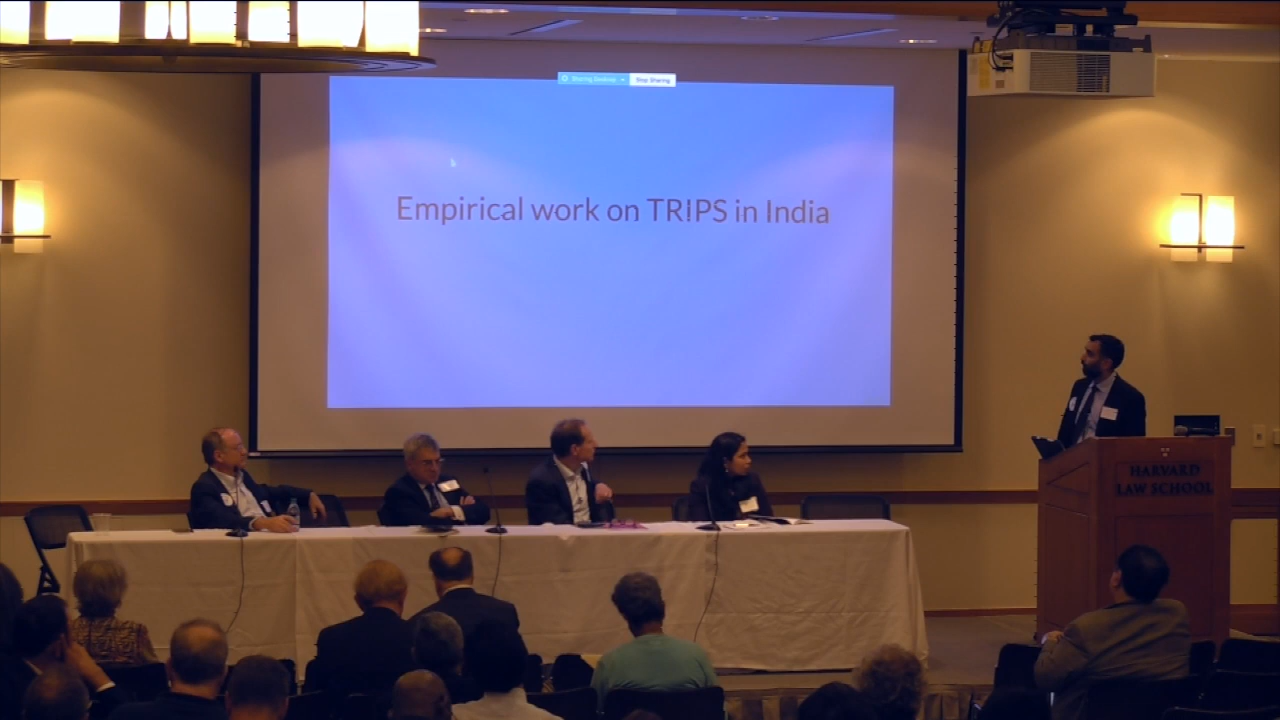 Sharing Desktop Stop Sharing
Empirical work on TRIPS in India
HARVARD
LAW SCHOOL